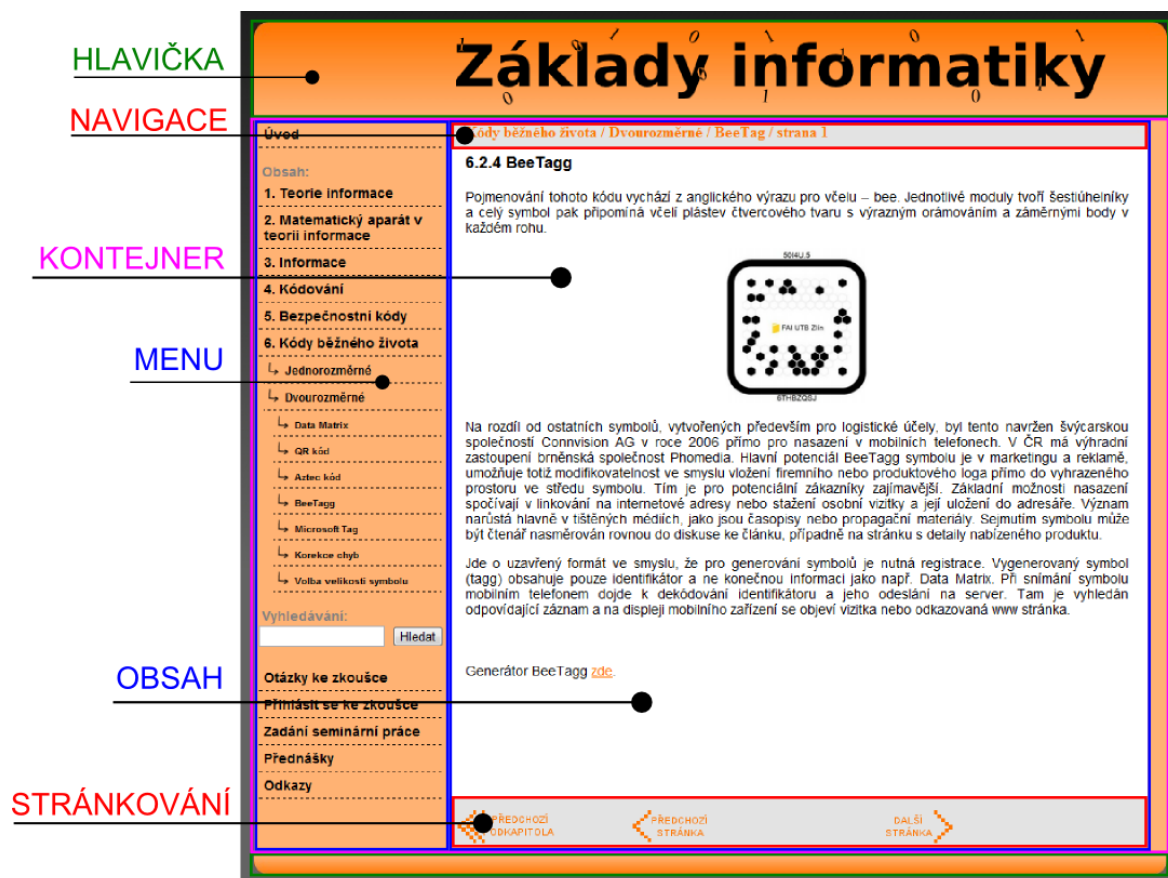 HLAVIČKA
Základy informatiky
NAVIGACE
Úvod
Kódy běžného života / Dvourozměrné / BeeTag / strana 1
Obsah:
1. Teorie informace
2. Matematický aparát v
teorii informace
3. Informace
4. Kódování
5. Bezpečnostní kódy
6. Kódy běžného života
Jednorozměrné
Dvourozměrné
Data Matrix
QR kód
Aztec kód
BeeTagg
Microsoft Tag
Korekce chyb
Volba velikosti symbolu
Vyhledávání:
Hledat
Otázky ke zkoušce
Přihlásit se ke zkoušce
Zadání seminární práce
Přednášky
Odkazy
KONTEJNER
MENU
OBSAH
STRÁNKOVÁNÍ
6.2.4 BeeTagg
Pojmenování tohoto kódu vychází z anglického výrazu pro včelu – bee. Jednotlivé moduly tvoří šestiúhelníky
a celý symbol pak připomíná včelí plástev čtvercového tvaru s výrazným orámováním a záměrnými body v
každém rohu.
FAI UTB Zlín
6THBZQSJ
Na rozdíl od ostatních symbolů, vytvořených především pro logistické účely, byl tento navržen švýcarskou
společností Connvision AG v roce 2006 přímo pro nasazení v mobilních telefonech. V ČR má výhradní
zastoupení brněnská společnost Phomedia. Hlavní potenciál BeeTagg symbolu je v marketingu a reklamě,
umožňuje totiž modifikovatelnost ve smyslu vložení firemního nebo produktového loga přímo do vyhrazeného
prostoru ve středu symbolu. Tím je pro potenciální zákazníky zajímavější. Základní možnosti nasazení
spočívají v linkování na internetové adresy nebo stažení osobní vizitky a její uložení do adresáře. Význam
narůstá hlavně v tištěných médiích, jako jsou časopisy nebo propagační materiály. Sejmutím symbolu může
být čtenář nasměrován rovnou do diskuse ke článku, případně na stránku s detaily nabízeného produktu.
Jde o uzavřený formát ve smyslu, že pro generování symbolů je nutná registrace. Vygenerovaný symbol
(tagg) obsahuje pouze identifikátor a ne konečnou informaci jako např. Data Matrix. Při snímání symbolu
mobilním telefonem dojde k dekódování identifikátoru a jeho odeslání na server. Tam je vyhledán
odpovídající záznam a na displeji mobilního zařízení se objeví vizitka nebo odkazovaná www stránka.
Generátor BeeTagg zde.
PŘEDCHOZÍ
ODKAPITOLA
PŘEDCHOZÍ
STRÁNKA
DALŠÍ
STRÁNKA